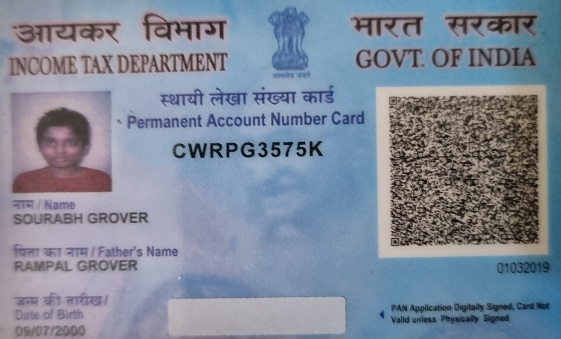 आयकर विभाग
INCOME TAX DEPARTMENT
सत्यमेव जयते
भारत सरकार
GOVT. OF INDIA
स्थायी लेखा संख्या कार्ड
Permanent Account Number Card
CWRPG3575K
नाम / Name
SOURABH GROVER
पिता का नाम / Father's Name
RAMPAL GROVER
जन्म की तारीख/
Date of Birth
09/07/2000
01032019
PAN Application Digitally Signed, Card Not
Valid unless Physically Signed